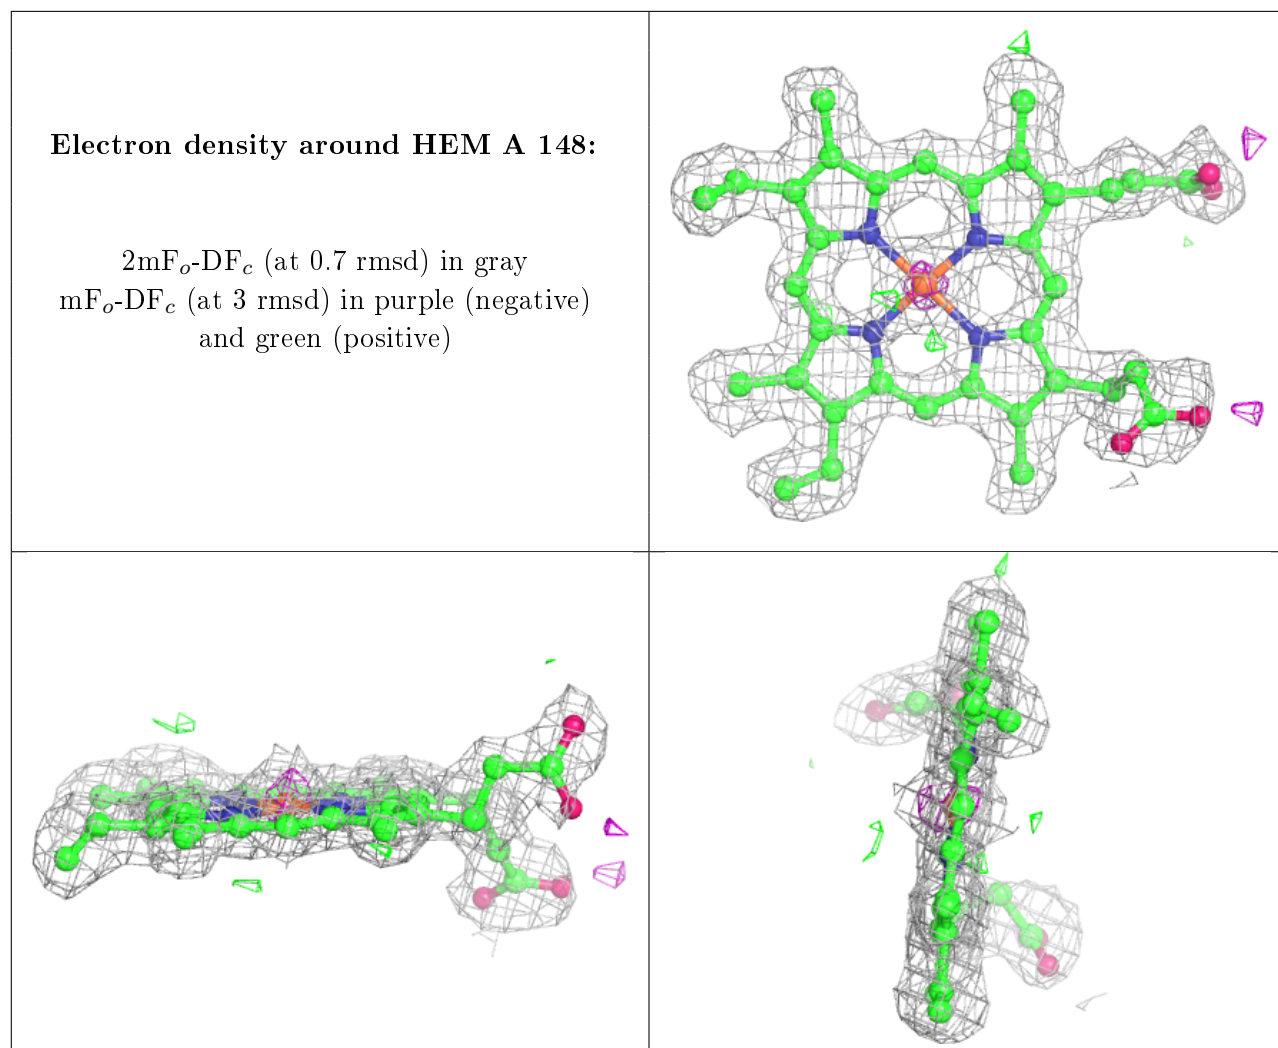 Electron density around HEM A 148:
2mFₒ-DF𝒸 (at 0.7 rmsd) in gray
mFₒ-DF𝒸 (at 3 rmsd) in purple (negative)
and green (positive)